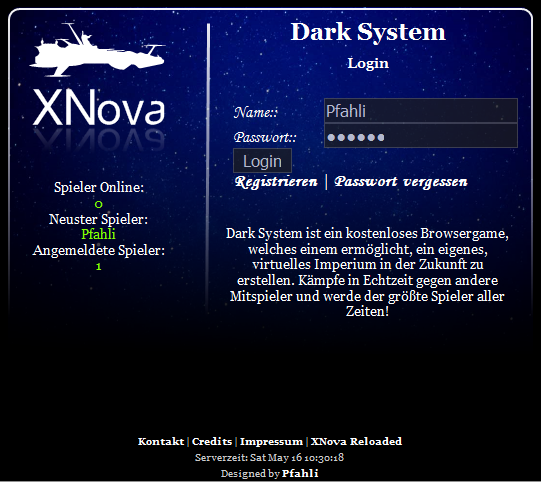 Dark System
Login
XNova
Name::
Pfahli
Passwort::
●●●●●●
Login
Registrieren | Passwort vergessen
Spieler Online:
0
Neuster Spieler:
Pfahli
Angemeldete Spieler:
1
Dark System ist ein kostenloses Browsergame,
welches einem ermöglicht, ein eigenes,
virtuelles Imperium in der Zukunft zu
erstellen. Kämpfe in Echtzeit gegen andere
Mitspieler und werde der größte Spieler aller
Zeiten!
Kontakt | Credits | Impressum | XNova Reloaded
Serverzeit: Sat May 16 10:30:18
Designed by Pfahli